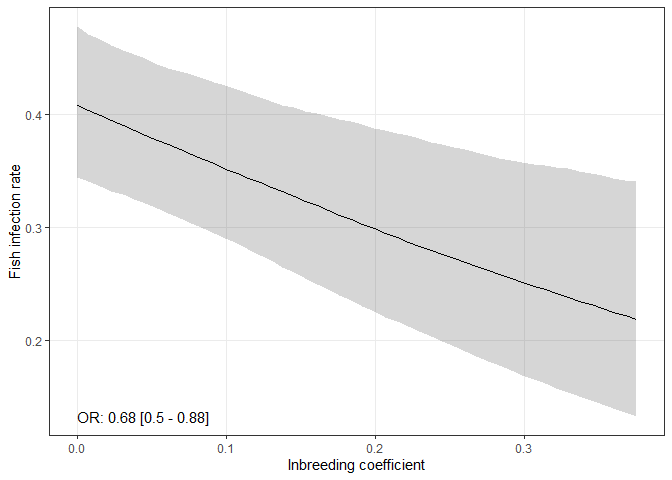 Fish infection rate
0.4
0.3
0.2
OR: 0.68 [0.5 - 0.88]
0.0 0.1 0.2 0.3
Inbreeding coefficient